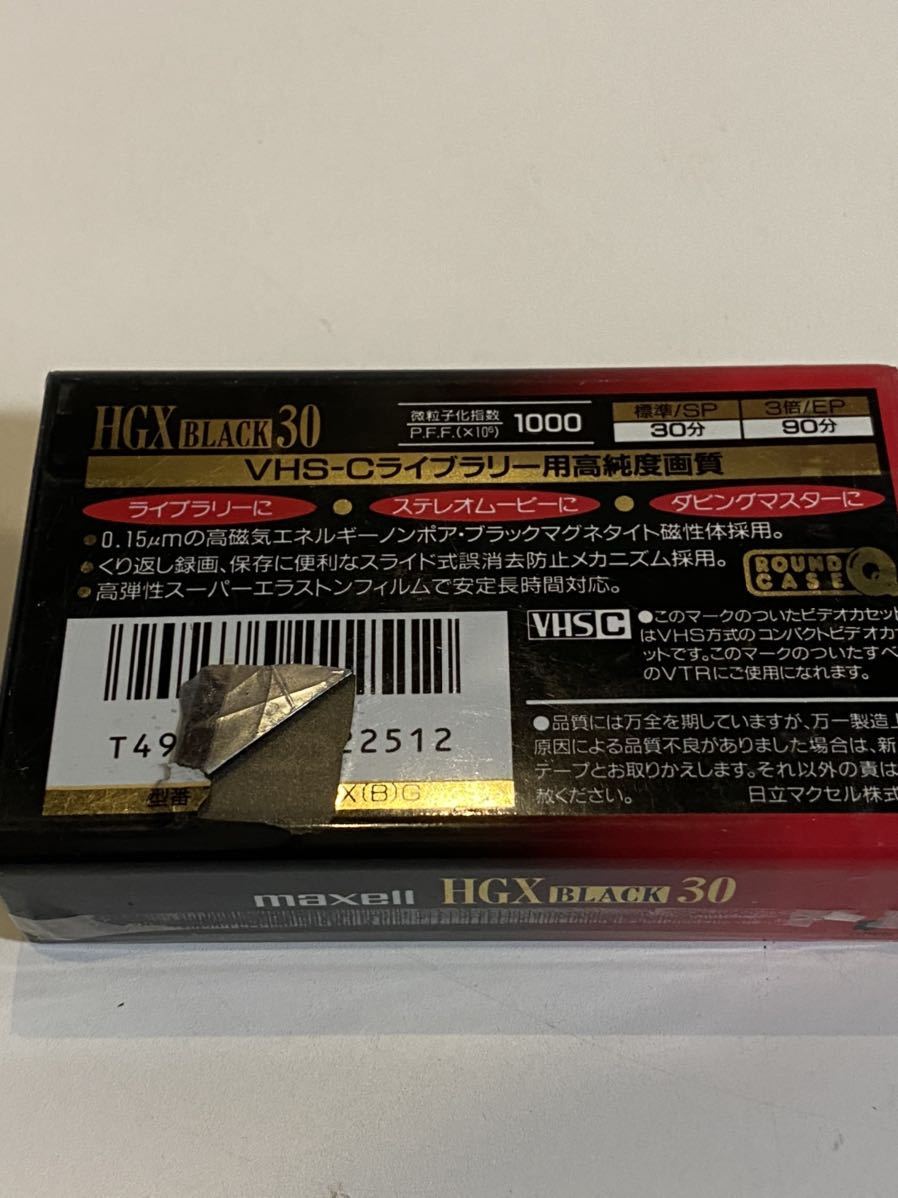 HGX BLACK 30
微粒子化指数
P.F.F.(×10⁶) 1000
標準/SP 3倍/EP
30分 90分
VHS-Cライブラリー用高純度画質
ライブラリーに ● ステレオムービーに ● ダビングマスターに
●0.15μmの高磁気エネルギーノンポア・ブラックマグネタイト磁性体採用。
●くり返し録画、保存に便利なスライド式誤消去防止メカニズム採用。
●高弾性スーパーエラストンフィルムで安定長時間対応。
ROUND
CASE
VHS C
●このマークのついたビデオカセット
はVHS方式のコンパクトビデオカ
ットです。このマークのついたすべ
のVTRにご使用になれます。
T49 22512
型番 X(B)G
●品質には万全を期していますが、万一製造上
原因による品質不良がありました場合は、新
テープとお取りかえします。それ以外の責は
赦ください。 日立マクセル株式
maxell HGX BLACK 30